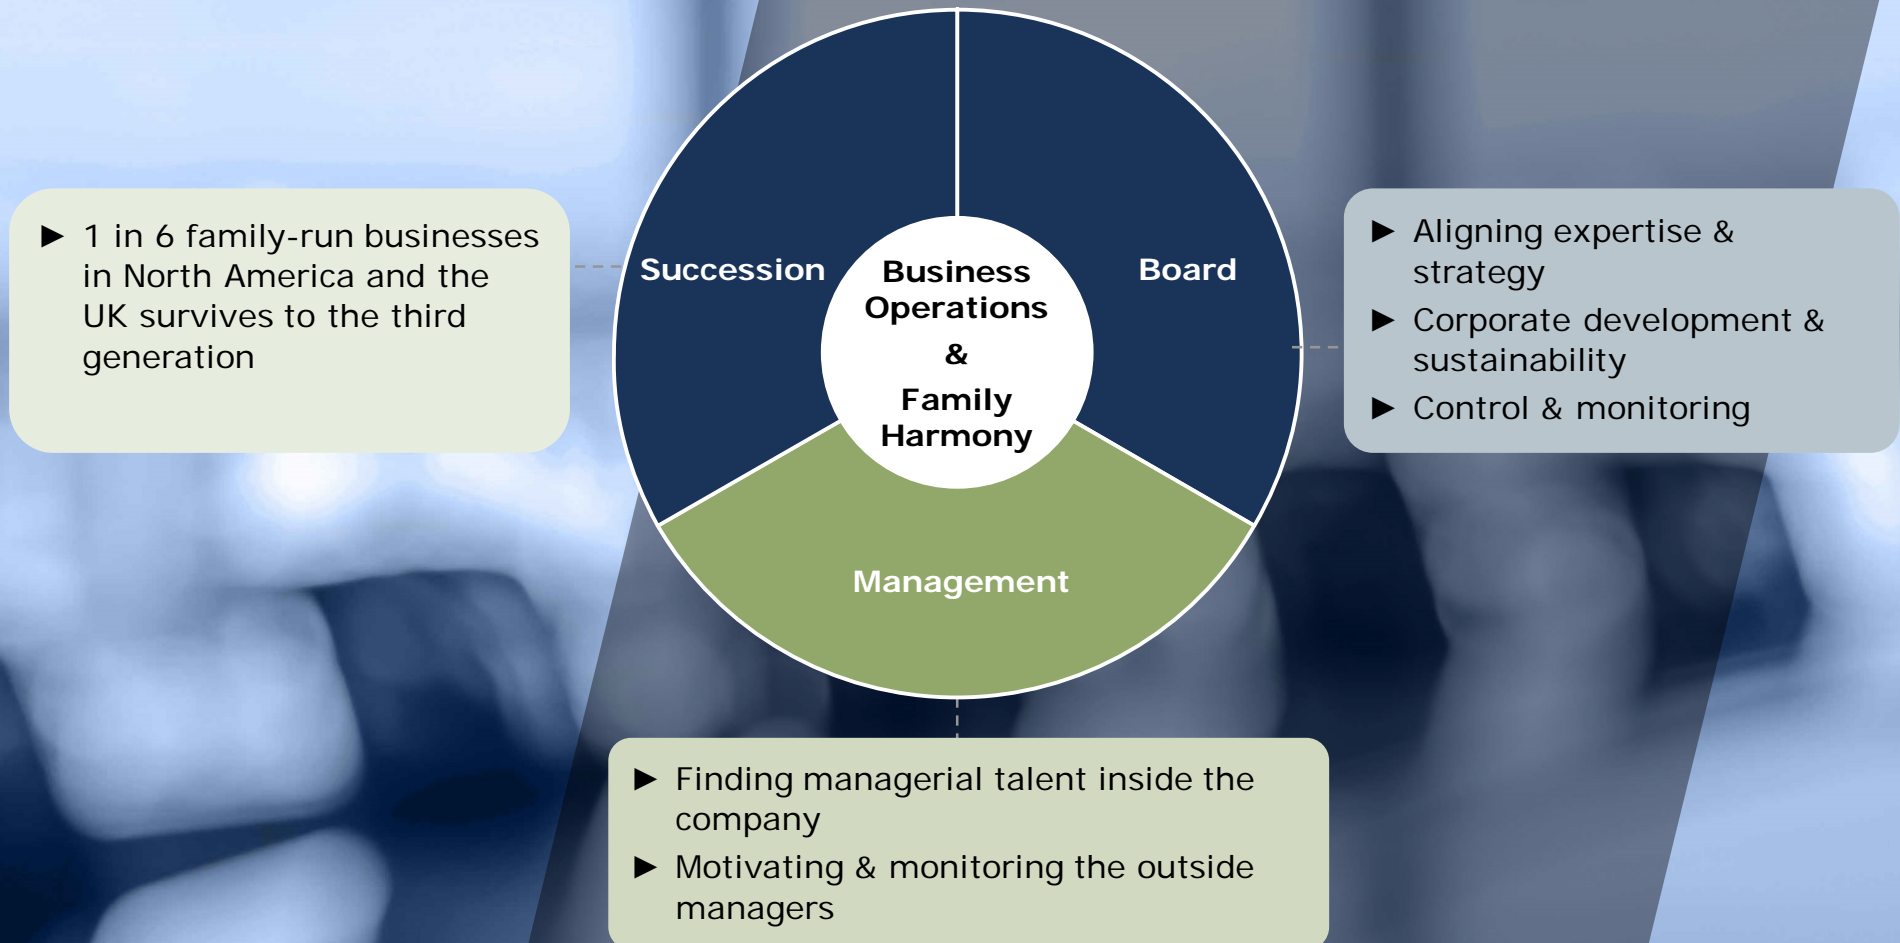 ► 1 in 6 family-run businesses
in North America and the
UK survives to the third
generation
Succession
Business
Operations
&
Family
Harmony
Board
► Aligning expertise &
strategy
► Corporate development &
sustainability
► Control & monitoring
Management
► Finding managerial talent inside the
company
► Motivating & monitoring the outside
managers